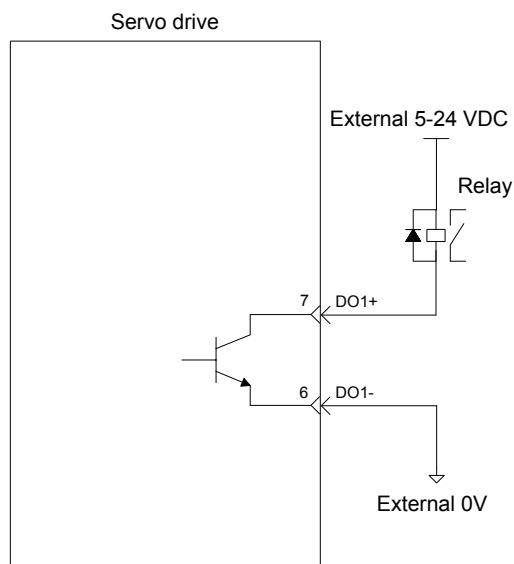 Servo drive
External 5-24 VDC
Relay
7 DO1+
6 DO1-
External 0V